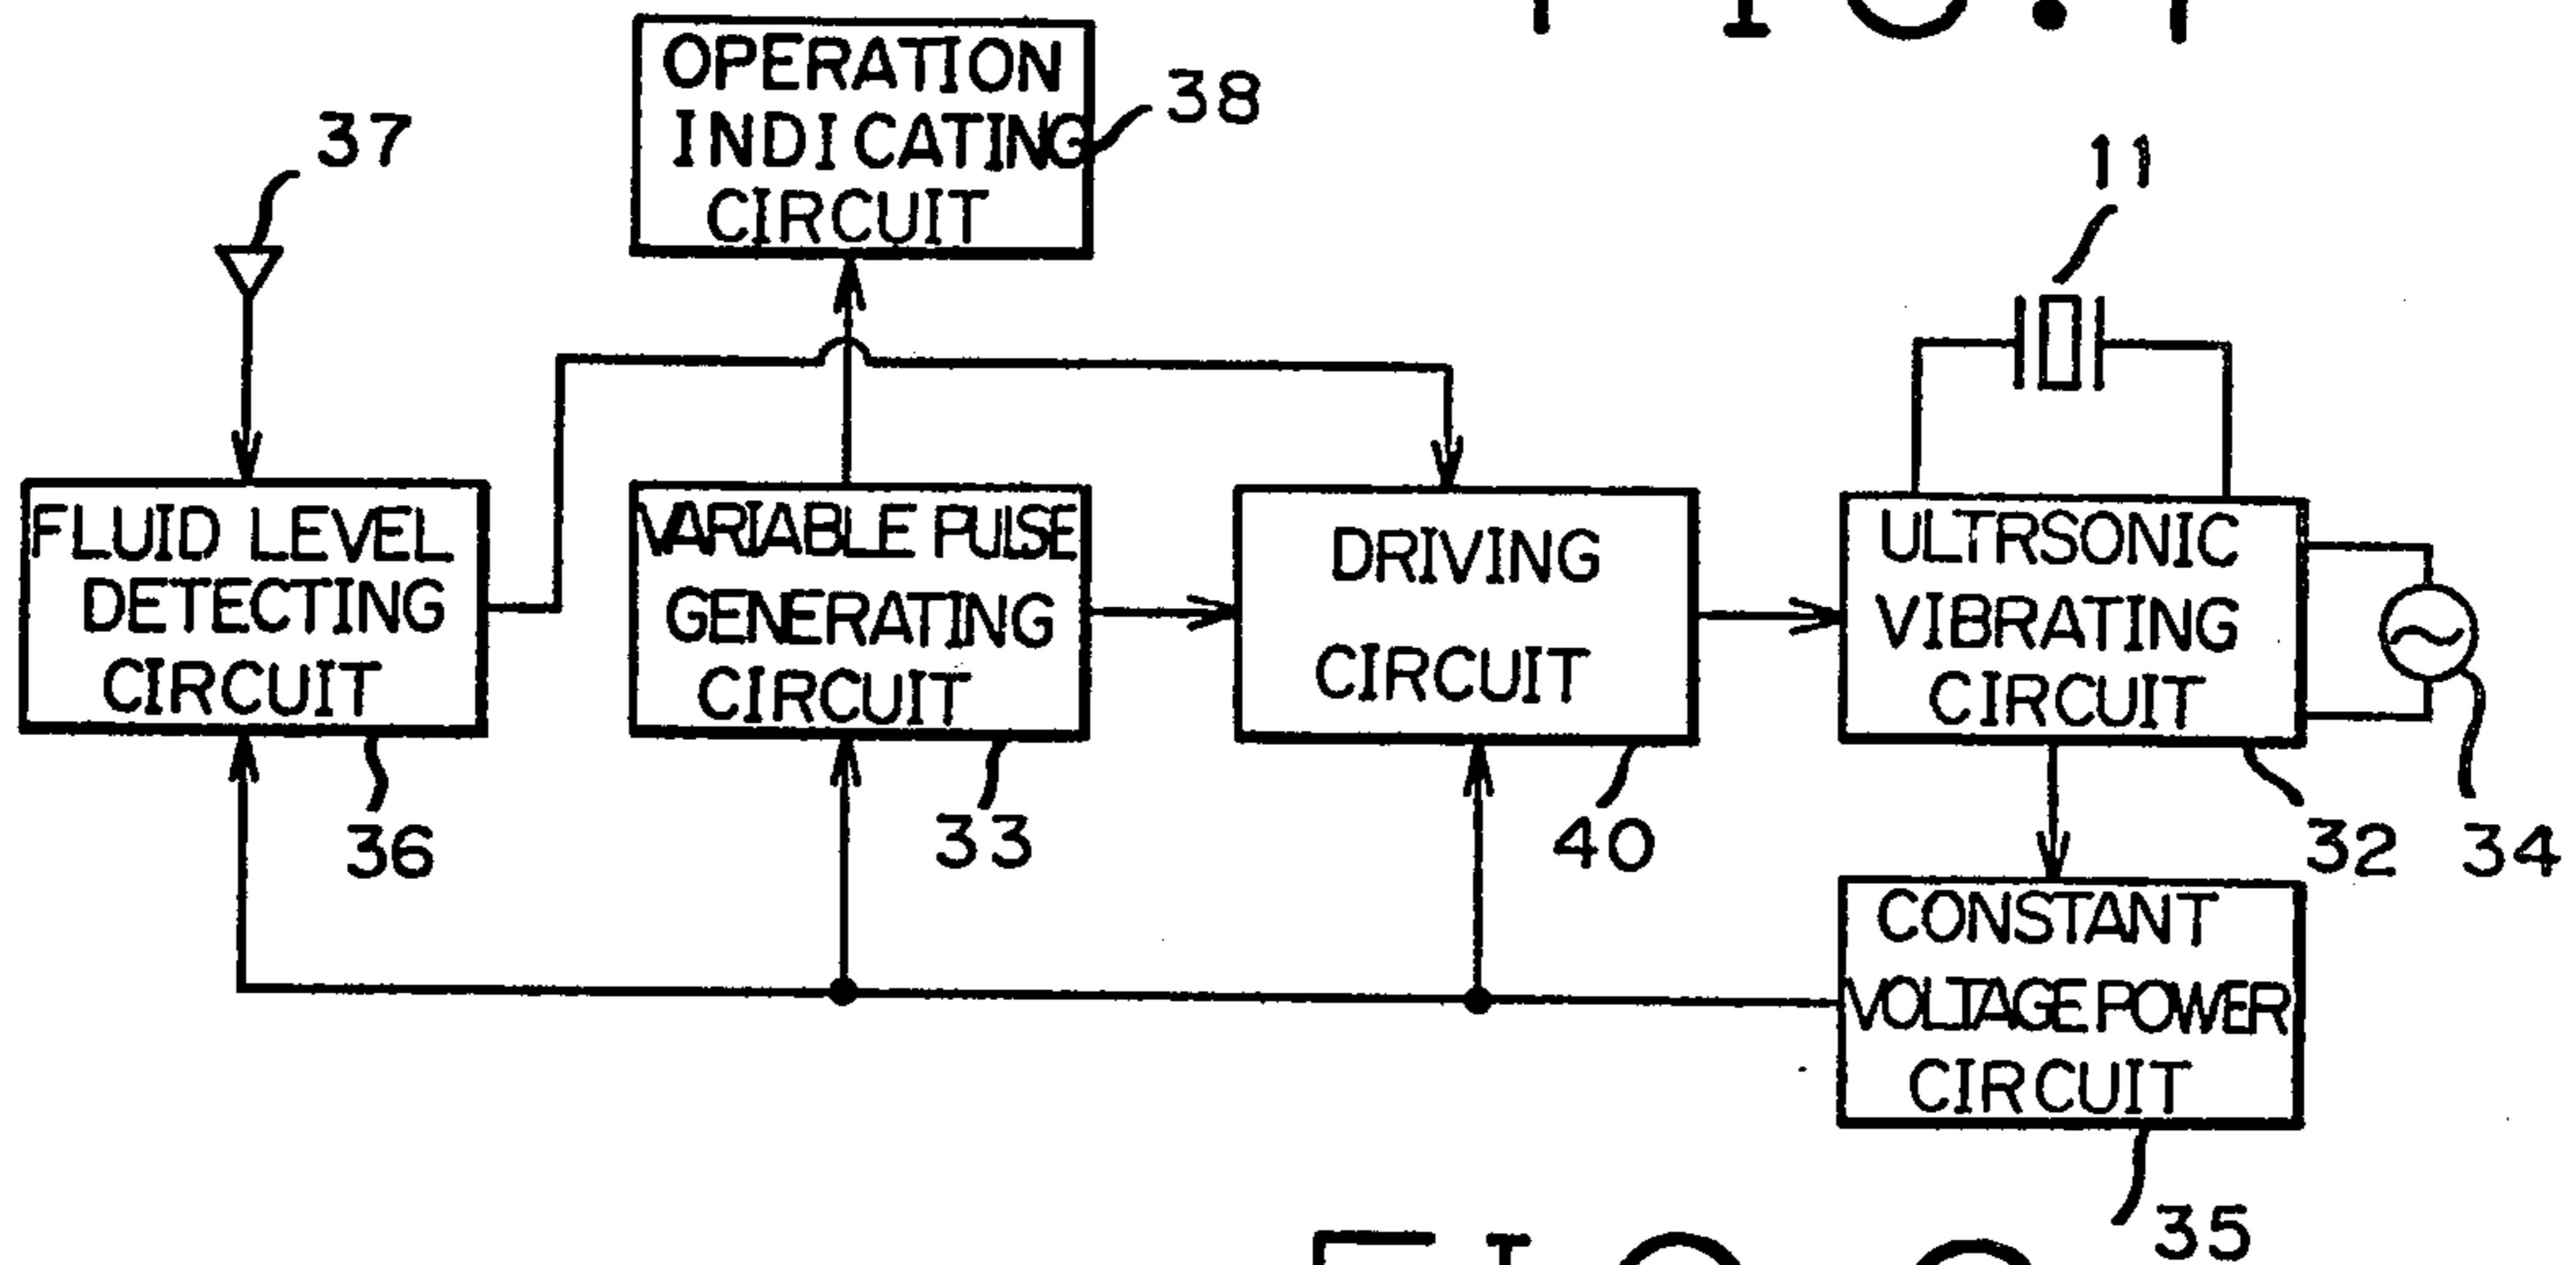 OPERATION
INDICATING
CIRCUIT
38
37
11
FLUID LEVEL
DETECTING
CIRCUIT
36
VARIABLE PULSE
GENERATING
CIRCUIT
33
DRIVING
CIRCUIT
40
ULTRSONIC
VIBRATING
CIRCUIT
32
34
CONSTANT
VOLTAGE POWER
CIRCUIT
35